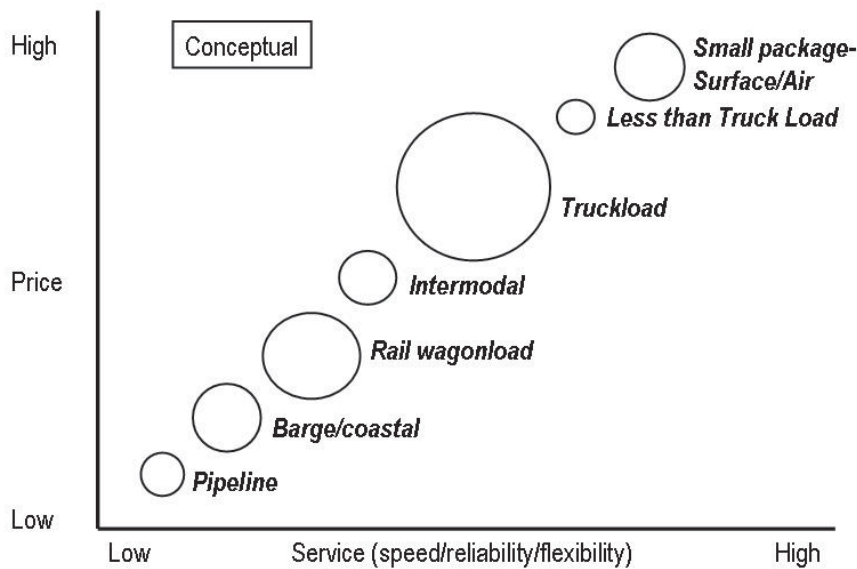 High
Conceptual
Small package-
Surface/Air
Less than Truck Load
Truckload
Price
Intermodal
Rail wagonload
Barge/coastal
Pipeline
Low
Low
Service (speed/reliability/flexibility)
High